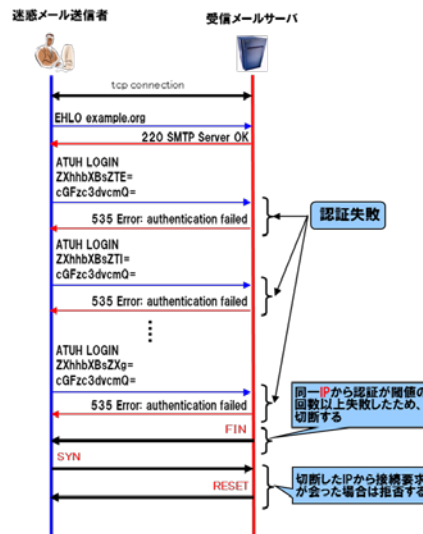 迷惑メール送信者
受信メールサーバ
tcp connection
EHLO example.org
220 SMTP Server OK
ATUH LOGIN
ZXhhbXBsZTE=
cGFzc3dvcmQ=
535 Error: authentication failed
認証失敗
ATUH LOGIN
ZXhhbXBsZTI=
cGFzc3dvcmQ=
535 Error: authentication failed
ATUH LOGIN
ZXhhbXBsZXg=
cGFzc3dvcmQ=
535 Error: authentication failed
同一IPから認証が閾値の
回数以上失敗したため、
切断する
FIN
SYN
RESET
切断したIPから接続要求
が会った場合は拒否する